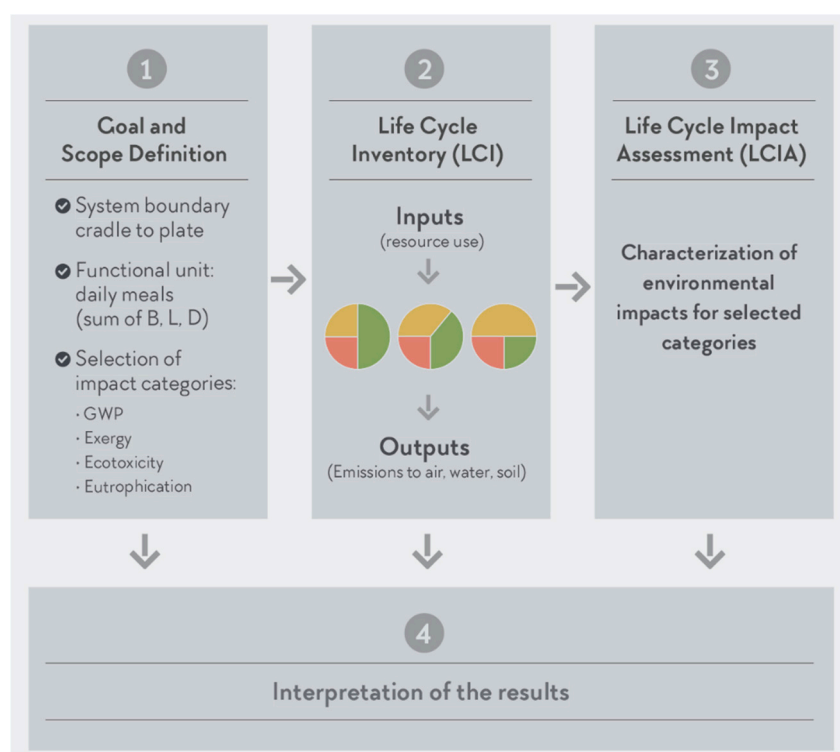 1
Goal and
Scope Definition
System boundary
cradle to plate
Functional unit:
daily meals
(sum of B, L, D)
Selection of
impact categories:
· GWP
· Exergy
· Ecotoxicity
· Eutrophication
2
Life Cycle
Inventory (LCI)
Inputs
(resource use)
Outputs
(Emissions to air, water, soil)
3
Life Cycle Impact
Assessment (LCIA)
Characterization of
environmental
impacts for selected
categories
4
Interpretation of the results